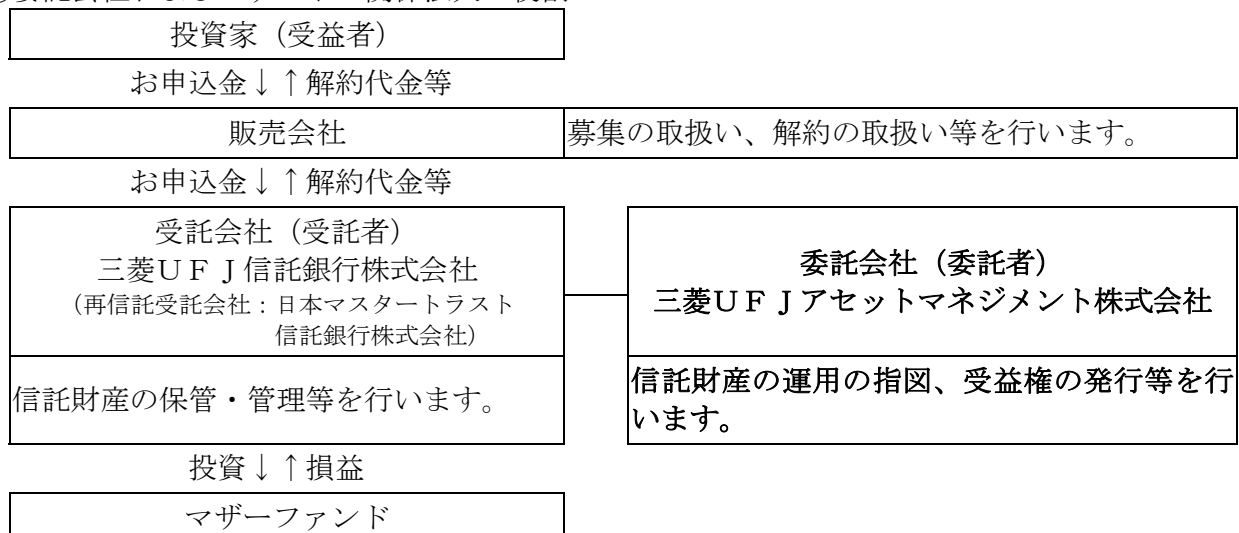 投資家（受益者）
お申込金↓↑解約代金等
販売会社
募集の取扱い、解約の取扱い等を行います。
お申込金↓↑解約代金等
受託会社（受託者）
三菱ＵＦＪ信託銀行株式会社
（再信託受託会社：日本マスタートラスト
信託銀行株式会社）
委託会社（委託者）
三菱ＵＦＪアセットマネジメント株式会社
信託財産の保管・管理等を行います。
信託財産の運用の指図、受益権の発行等を行
います。
投資↓↑損益
マザーファンド